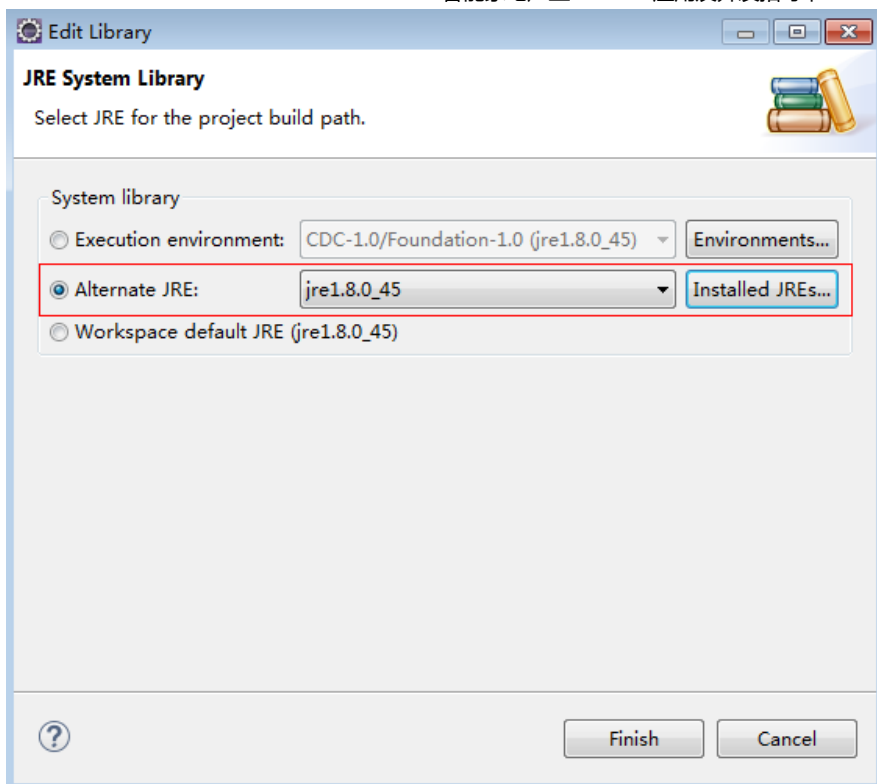 Edit Library
JRE System Library
Select JRE for the project build path.
System library
Execution environment: CDC-1.0/Foundation-1.0 (jre1.8.0_45) Environments...
Alternate JRE: jre1.8.0_45 Installed JREs...
Workspace default JRE (jre1.8.0_45)
Finish Cancel